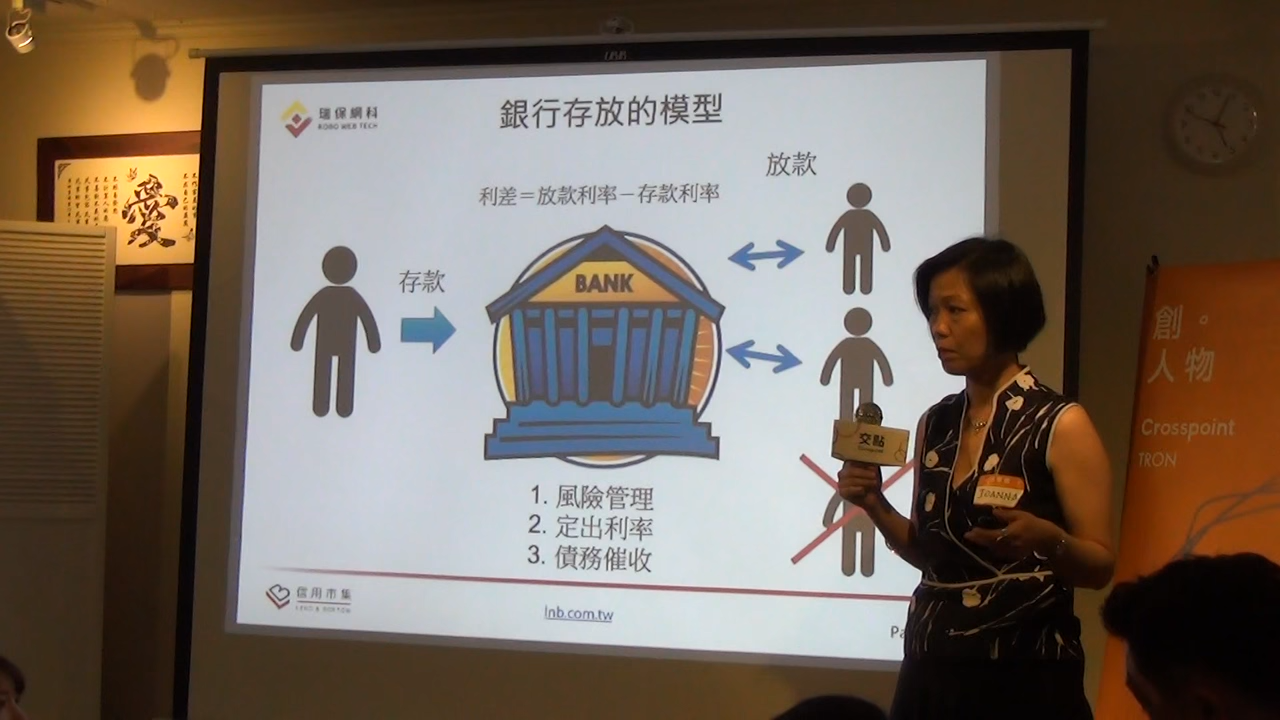 瑞保網科
ROBO WEB TECH
銀行存放的模型
放款
利差＝放款利率－存款利率
存款
BANK
1. 風險管理
2. 定出利率
3. 債務催收
信用市集
lnb.com.tw
愛
交點
JOANNA
創。
人物
Crosspoint
TRON